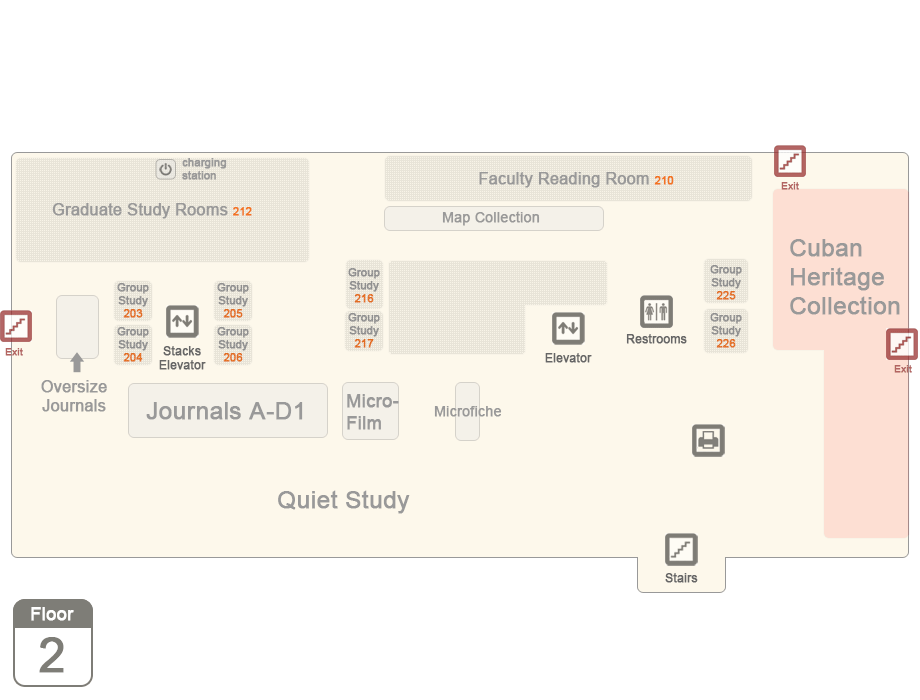 charging
station
Graduate Study Rooms 212
Faculty Reading Room 210
Map Collection
Exit
Cuban
Heritage
Collection
Group
Study
203
Group
Study
205
Group
Study
216
Group
Study
225
Group
Study
204
Group
Study
206
Group
Study
217
Group
Study
226
Exit
Stacks
Elevator
Elevator
Restrooms
Exit
Oversize
Journals
Journals A-D1
Micro-
Film
Microfiche
Quiet Study
Stairs
Floor
2